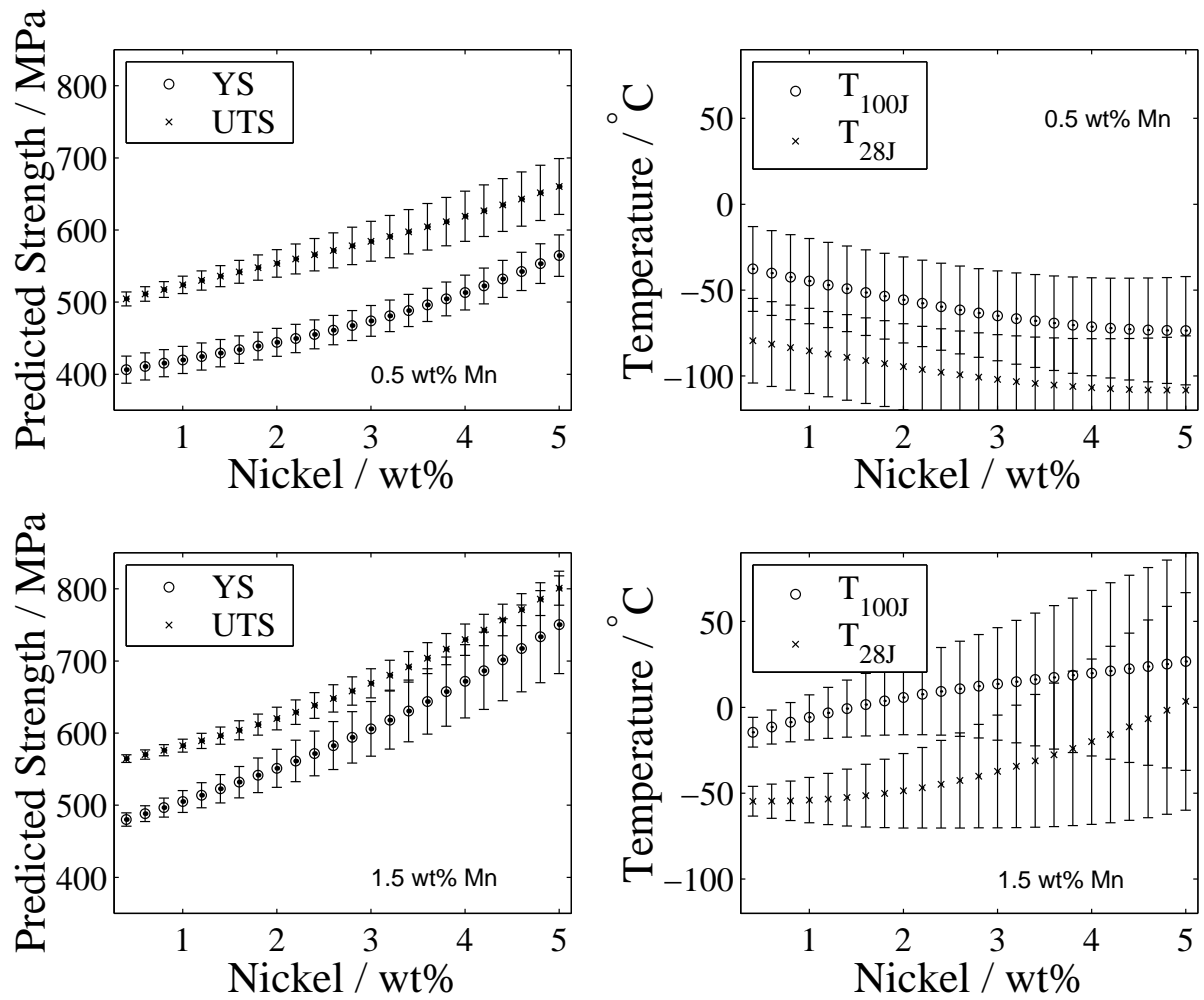 Predicted Strength / MPa
800
700
600
500
400
YS
UTS
0.5 wt% Mn
1 2 3 4 5
Nickel / wt%
Temperature / °C
50
0
−50
−100
T100J
T28J
0.5 wt% Mn
1 2 3 4 5
Nickel / wt%
Predicted Strength / MPa
800
700
600
500
400
YS
UTS
1.5 wt% Mn
1 2 3 4 5
Nickel / wt%
Temperature / °C
50
0
−50
−100
T100J
T28J
1.5 wt% Mn
1 2 3 4 5
Nickel / wt%